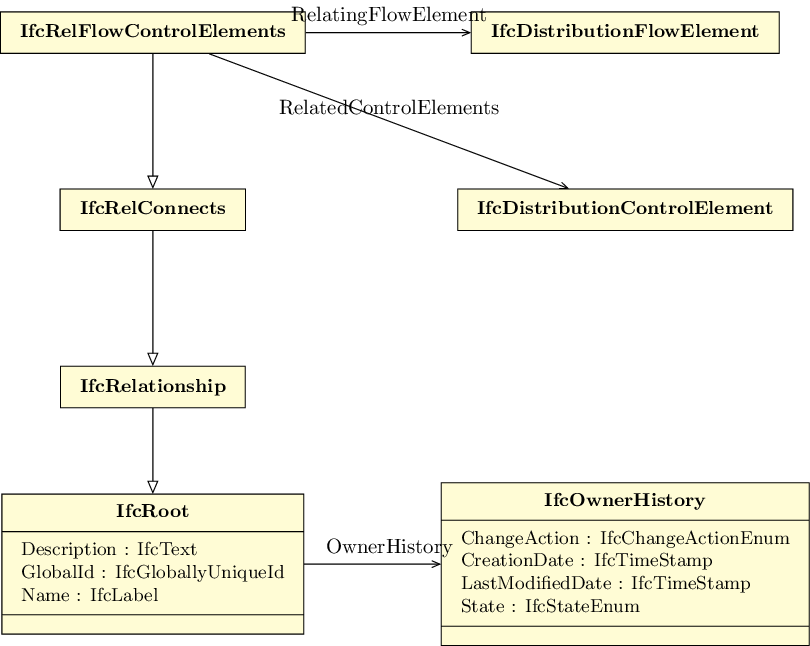 RelatingFlowElement
IfcRelFlowControlElements
IfcDistributionFlowElement
RelatedControlElements
IfcRelConnects
IfcDistributionControlElement
IfcRelationship
IfcRoot
Description : IfcText
GlobalId : IfcGloballyUniqueId
Name : IfcLabel
OwnerHistory
IfcOwnerHistory
ChangeAction : IfcChangeActionEnum
CreationDate : IfcTimeStamp
LastModifiedDate : IfcTimeStamp
State : IfcStateEnum